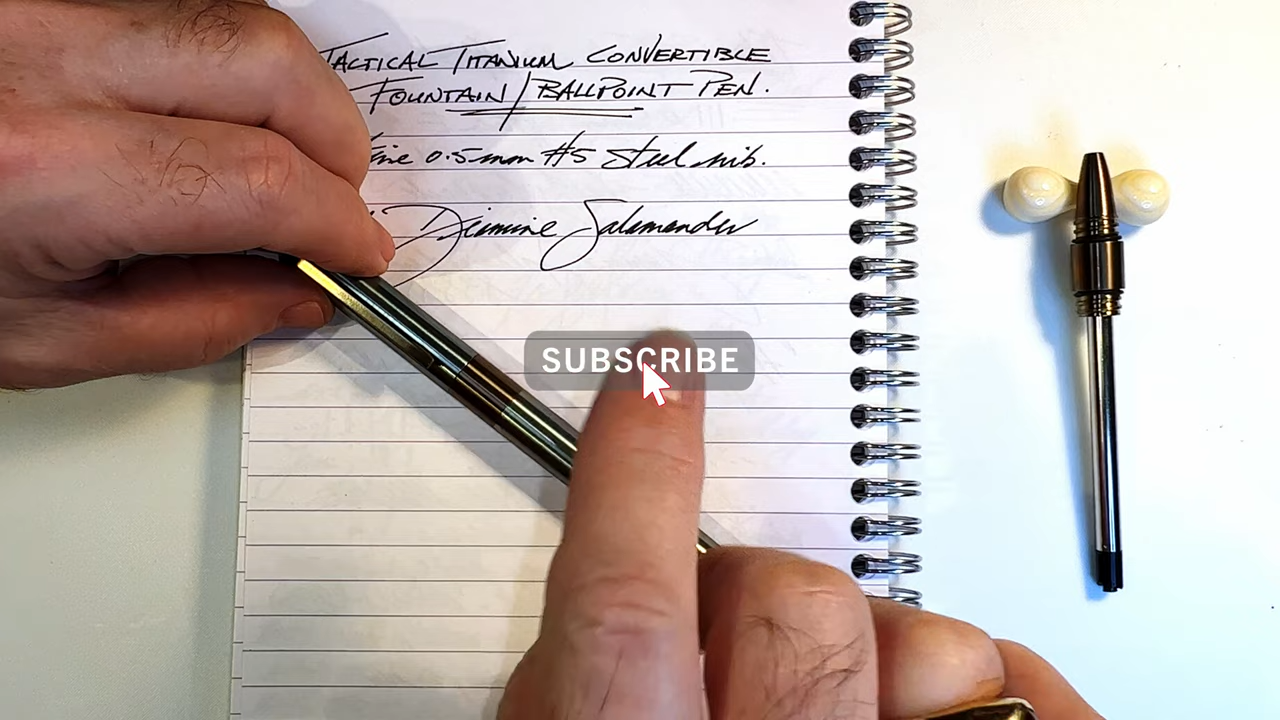 TACTICAL TITANIUM CONVERTIBLE
FOUNTAIN/BALLPOINT PEN.
Fine 0.5mm #5 Steel nib.
Diamine Salamander
SUBSCRIBE